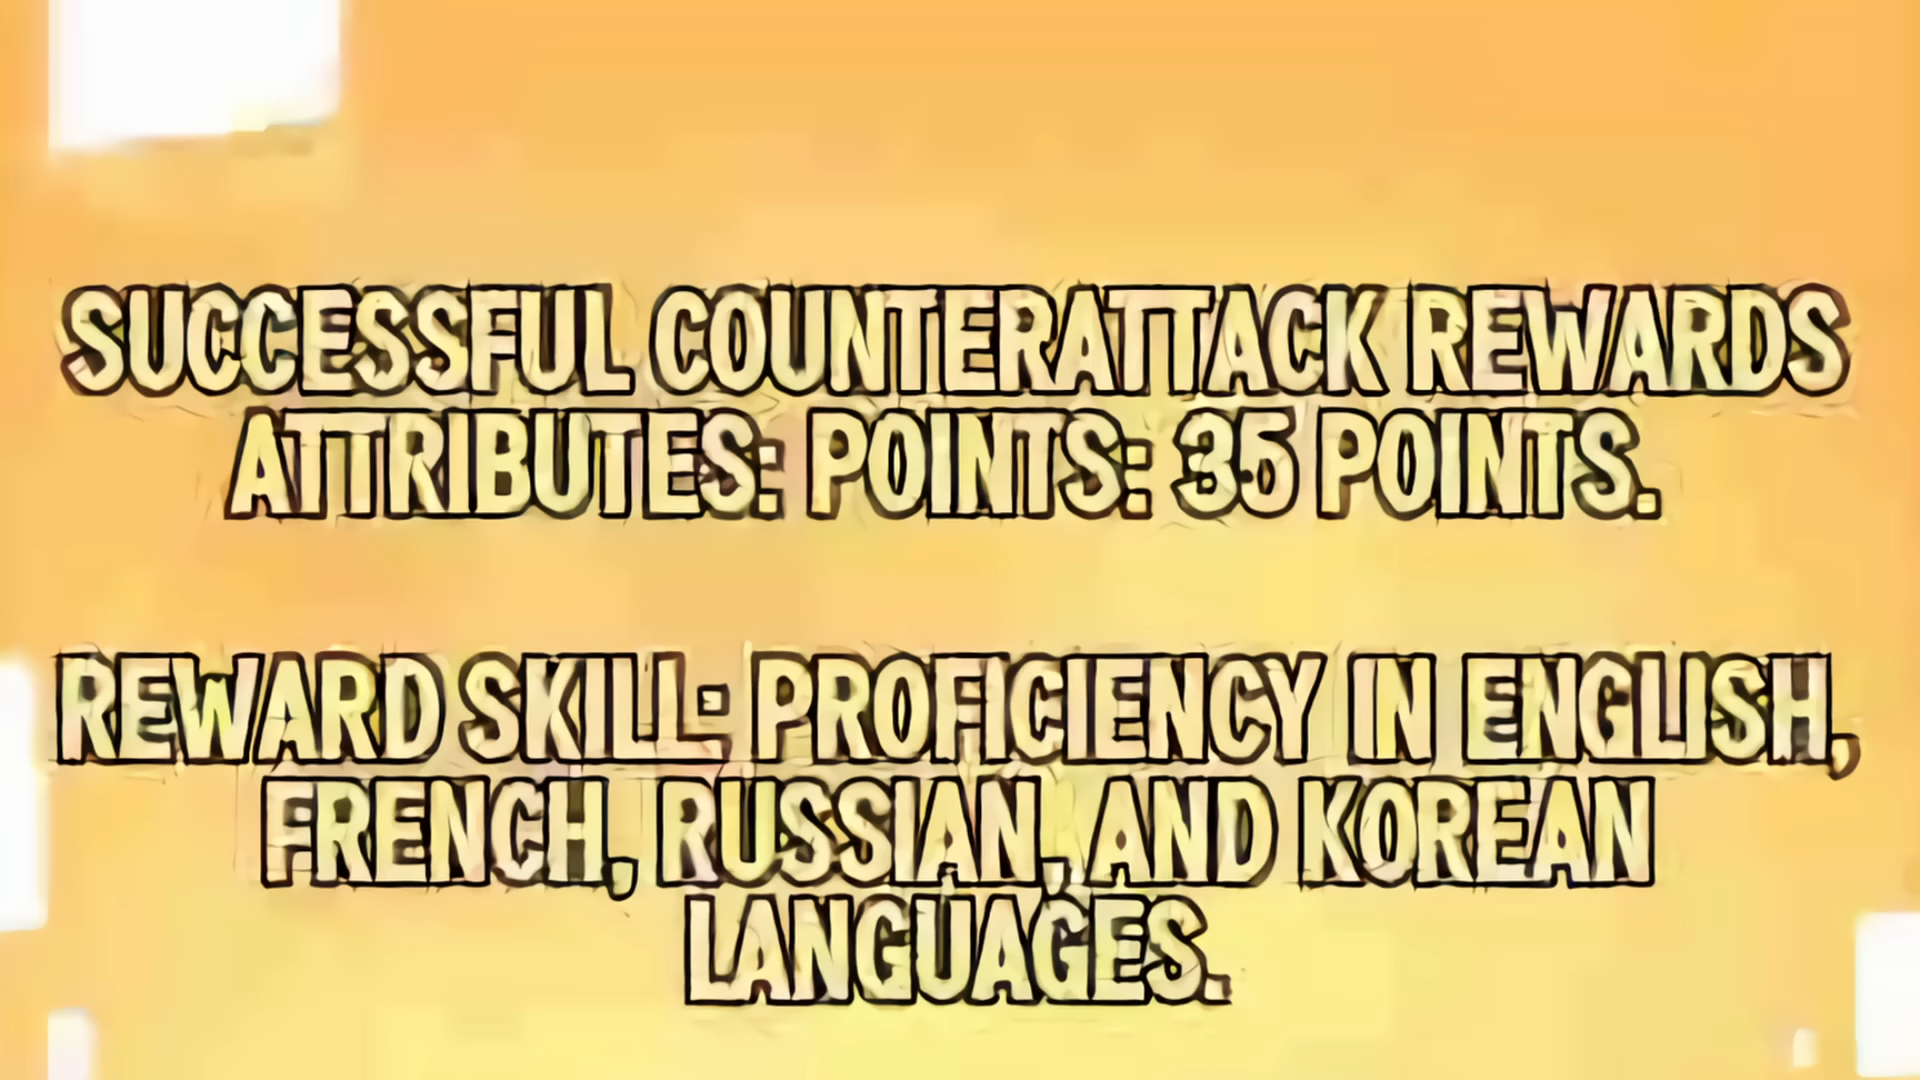 SUCCESSFUL COUNTERATTACK REWARDS
ATTRIBUTES: POINTS: 35 POINTS.
REWARD SKILL: PROFICIENCY IN ENGLISH,
FRENCH, RUSSIAN, AND KOREAN
LANGUAGES.